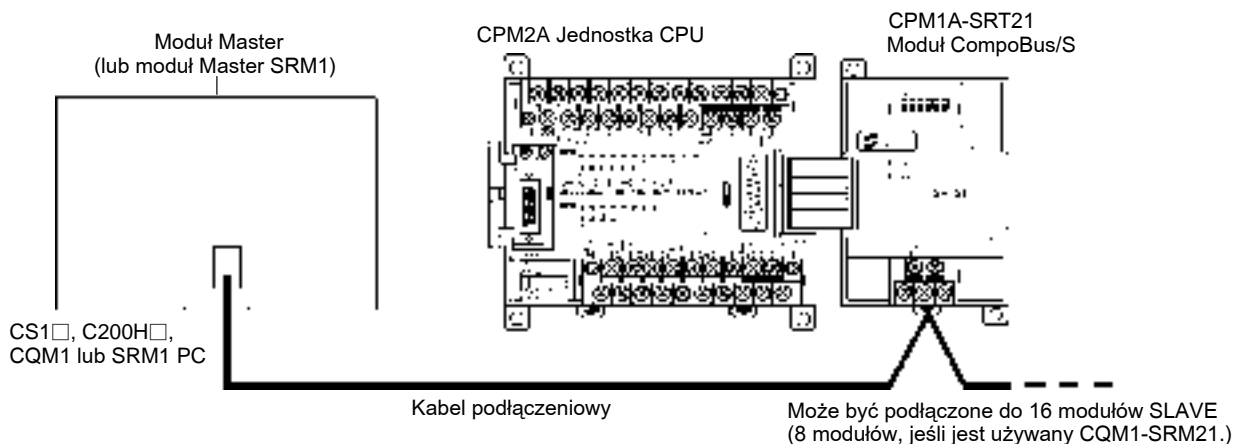 Moduł Master
(lub moduł Master SRM1)
CPM2A Jednostka CPU
CPM1A-SRT21
Moduł CompoBus/S
CS1□, C200H□,
CQM1 lub SRM1 PC
Kabel podłączeniowy
Może być podłączone do 16 modułów SLAVE
(8 modułów, jeśli jest używany CQM1-SRM21.)